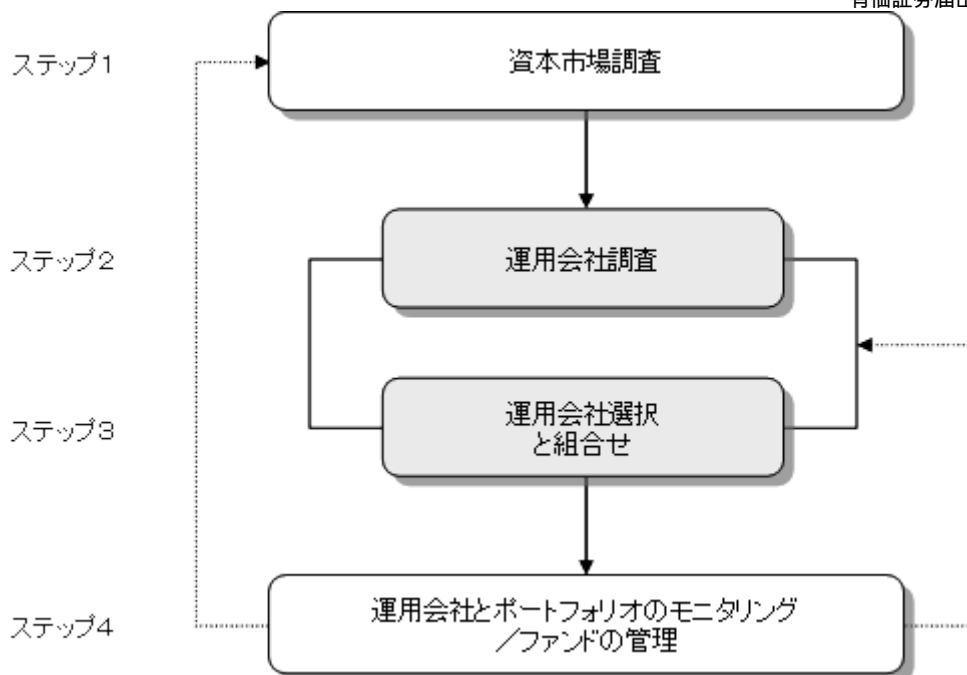 ステップ1
資本市場調査
ステップ2
運用会社調査
ステップ3
運用会社選択
と組合せ
ステップ4
運用会社とポートフォリオのモニタリング
／ファンドの管理